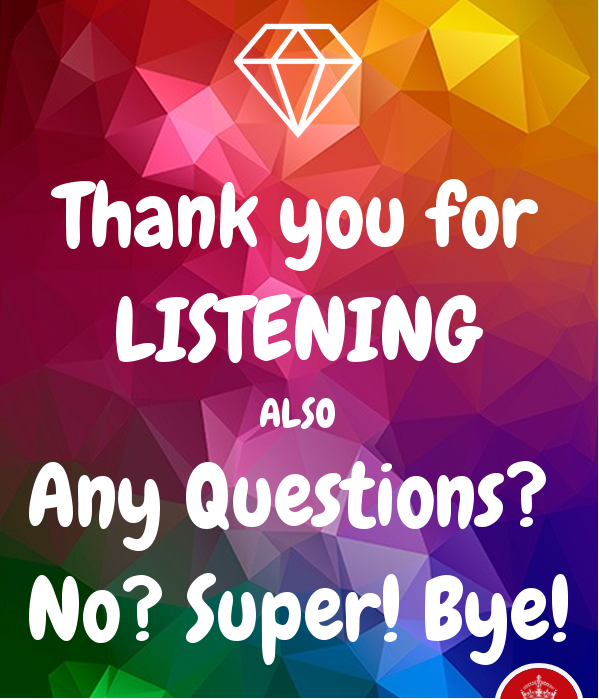 Thank you for
LISTENING
ALSO
Any Questions?
No? Super! Bye!